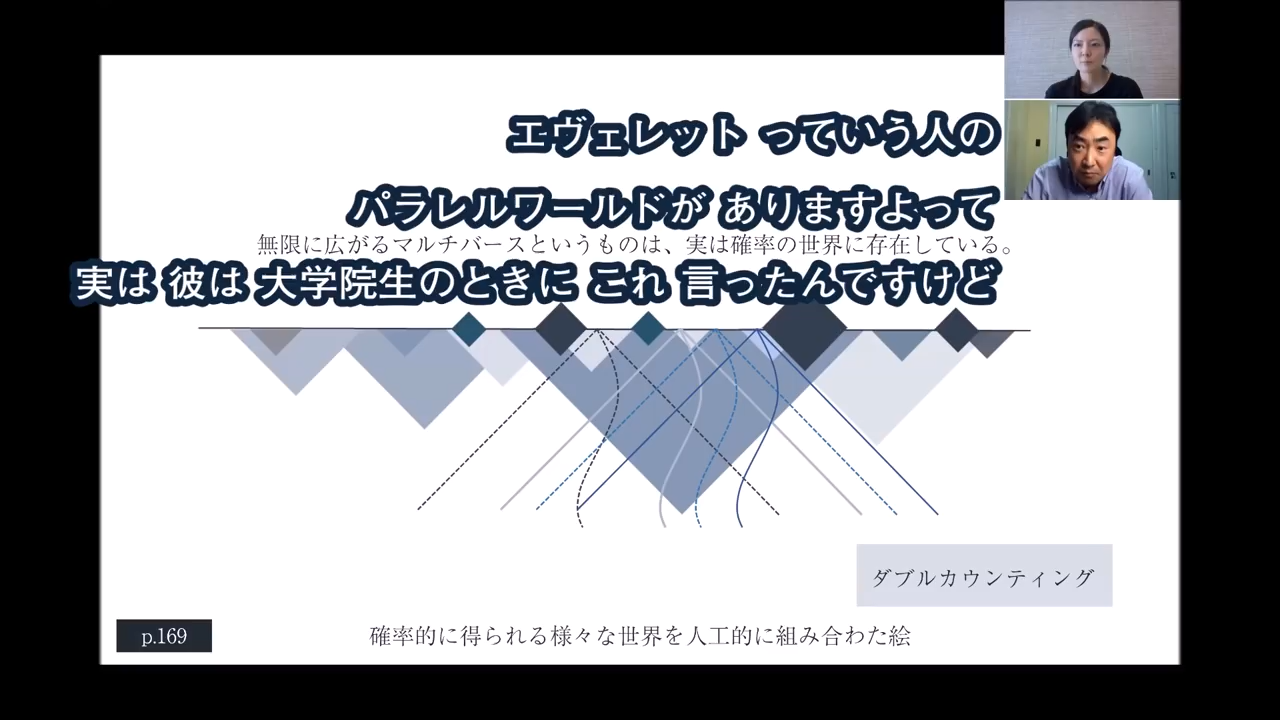 エヴェレット っていう人の
パラレルワールドが ありますよって
無限に広がるマルチバースというものは、実は確率の世界に存在している。
実は 彼は 大学院生のときに これ 言ったんですけど
ダブルカウンティング
p.169
確率的に得られる様々な世界を人工的に組み合わた絵